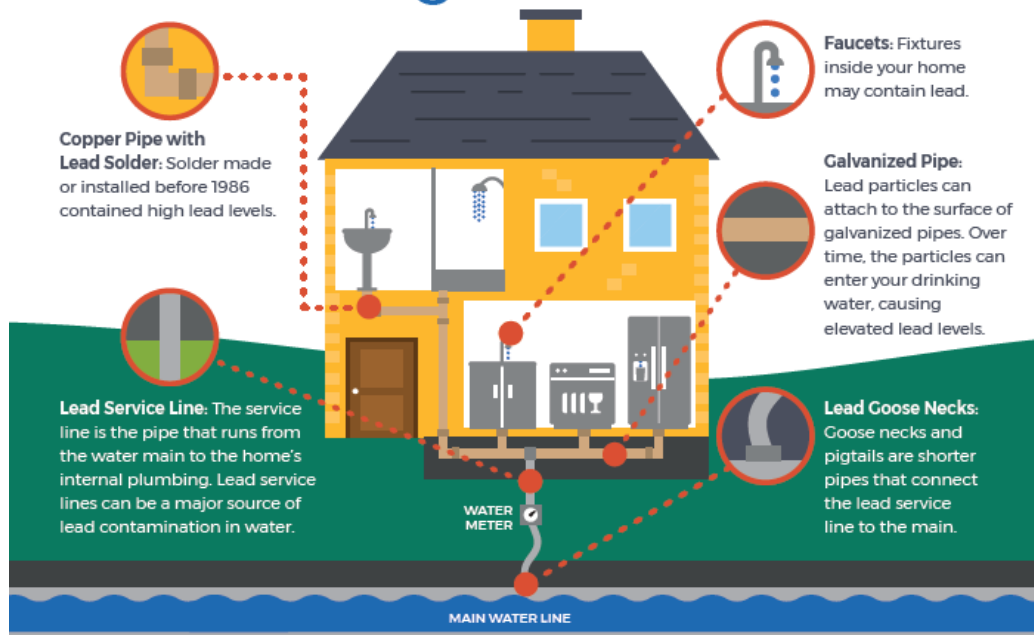 Copper Pipe with
Lead Solder: Solder made
or installed before 1986
contained high lead levels.
Lead Service Line: The service
line is the pipe that runs from
the water main to the home's
internal plumbing. Lead service
lines can be a major source of
lead contamination in water.
Faucets: Fixtures
inside your home
may contain lead.
Galvanized Pipe:
Lead particles can
attach to the surface of
galvanized pipes. Over
time, the particles can
enter your drinking
water, causing
elevated lead levels.
Lead Goose Necks:
Goose necks and
pigtails are shorter
pipes that connect
the lead service
line to the main.
WATER
METER
MAIN WATER LINE